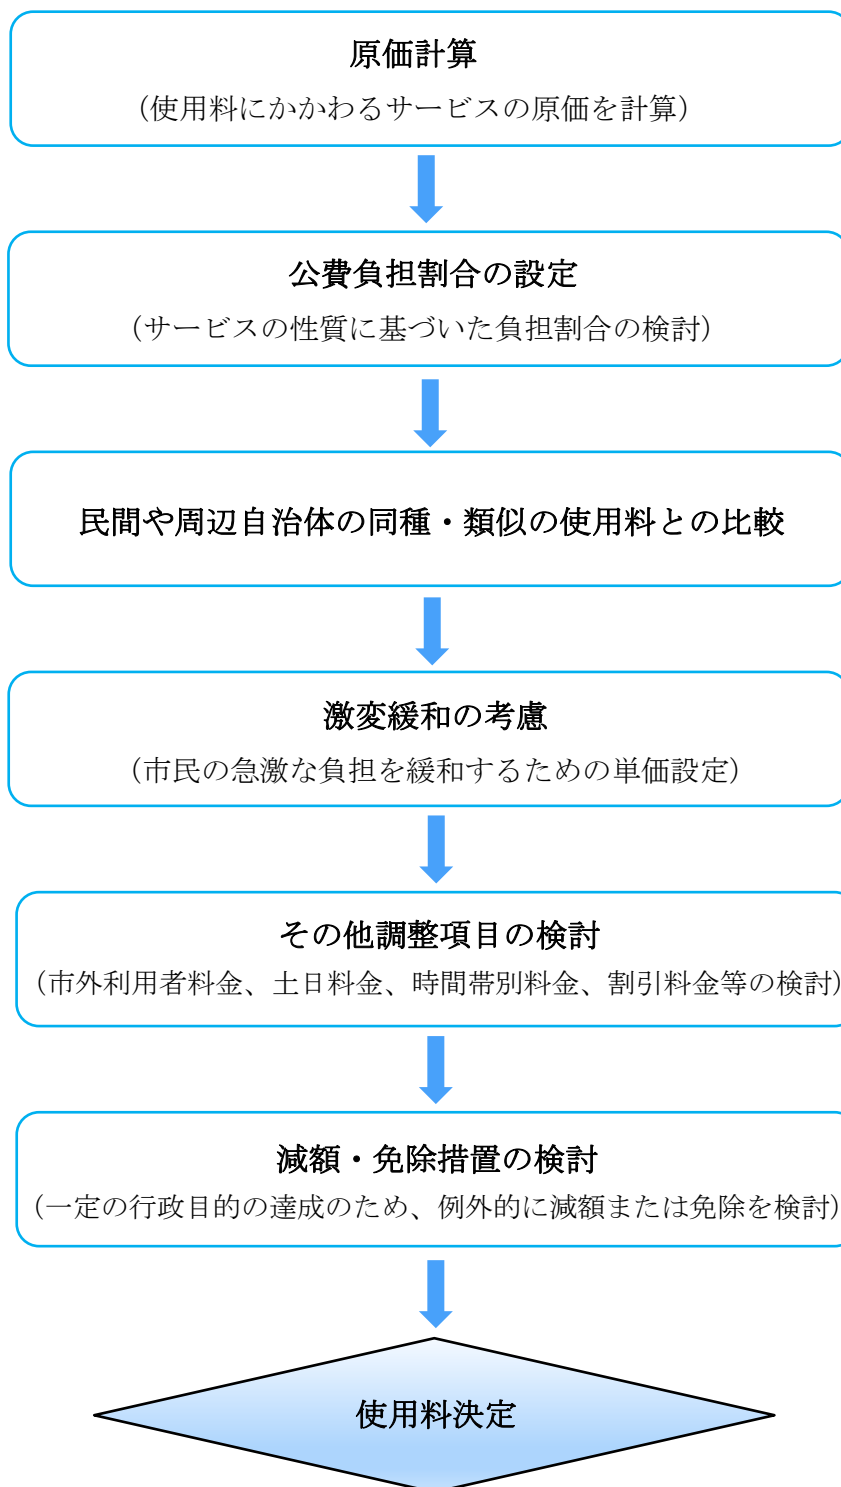 原価計算
（使用料にかかわるサービスの原価を計算）
公費負担割合の設定
（サービスの性質に基づいた負担割合の検討）
民間や周辺自治体の同種・類似の使用料との比較
激変緩和の考慮
（市民の急激な負担を緩和するための単価設定）
その他調整項目の検討
（市外利用者料金、土日料金、時間帯別料金、割引料金等の検討）
減額・免除措置の検討
（一定の行政目的の達成のため、例外的に減額または免除を検討）
使用料決定